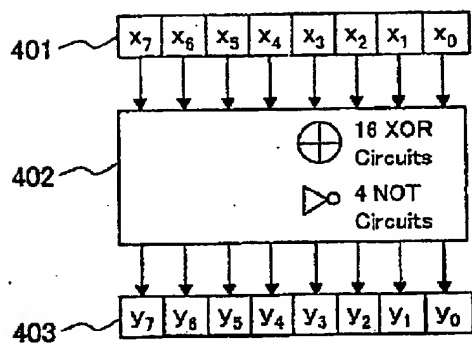 401
x7 x6 x5 x4 x3 x2 x1 x0
402
16 XOR
Circuits
4 NOT
Circuits
403
y7 y6 y5 y4 y3 y2 y1 y0